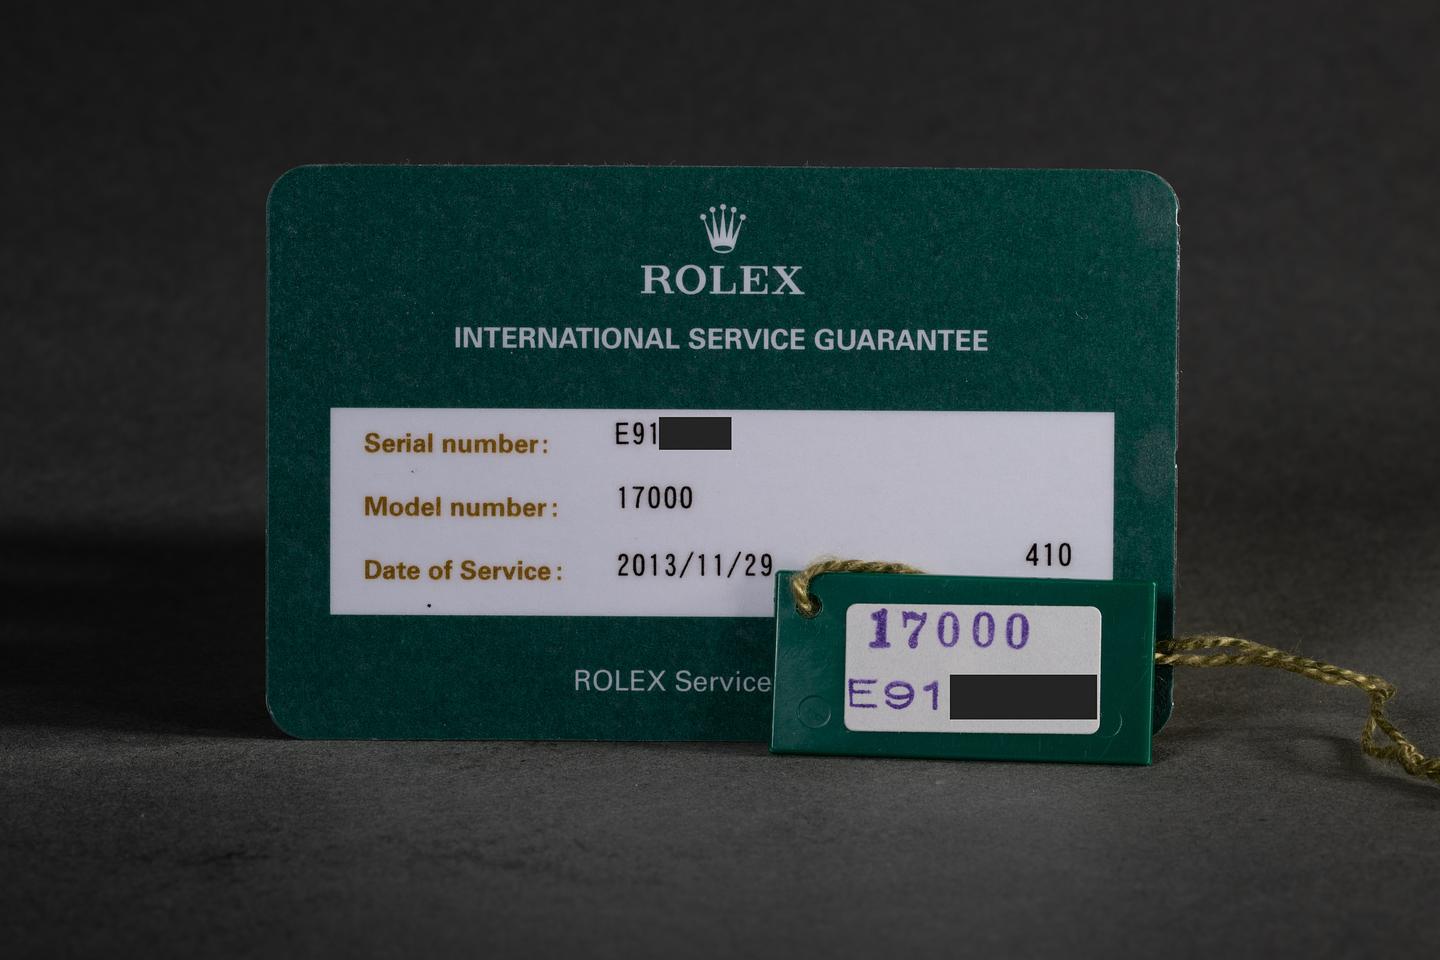 ROLEX
INTERNATIONAL SERVICE GUARANTEE
Serial number: E91
Model number: 17000
Date of Service: 2013/11/29 410
ROLEX Service
17000
E91